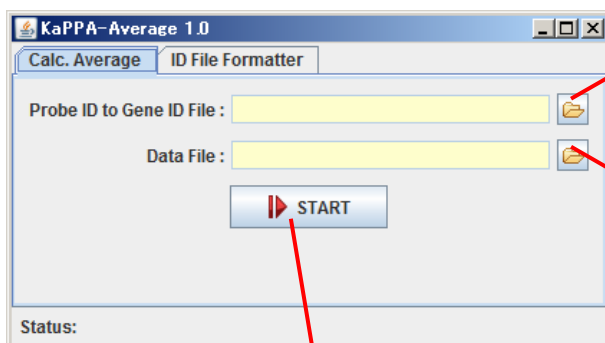 KaPPA-Average 1.0
Calc. Average ID File Formatter
Probe ID to Gene ID File :
Data File :
START
Status: